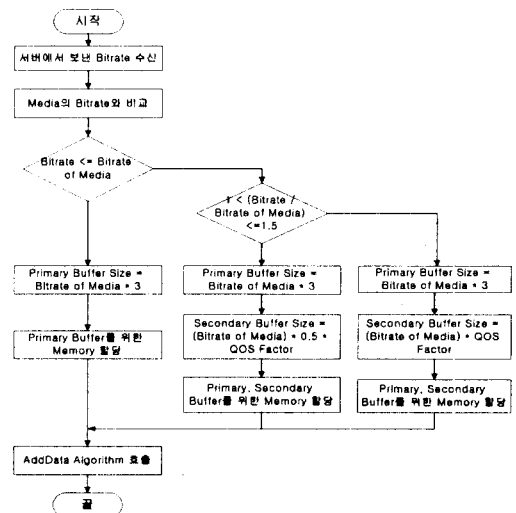 시작
서버에서 보낸 Bitrate 수신
Media의 Bitrate와 비교
Bitrate <= Bitrate
of Media
1 < (Bitrate /
Bitrate of Media)
<=1.5
Primary Buffer Size =
Bitrate of Media * 3
Primary Buffer Size =
Bitrate of Media * 3
Primary Buffer Size =
Bitrate of Media * 3
Primary Buffer를 위한
Memory 할당
Secondary Buffer Size =
(Bitrate of Media) * 0.5 *
QOS Factor
Secondary Buffer Size =
(Bitrate of Media) * QOS
Factor
Primary, Secondary
Buffer를 위한 Memory 할당
Primary, Secondary
Buffer를 위한 Memory 할당
AddData Algorithm 호출
끝